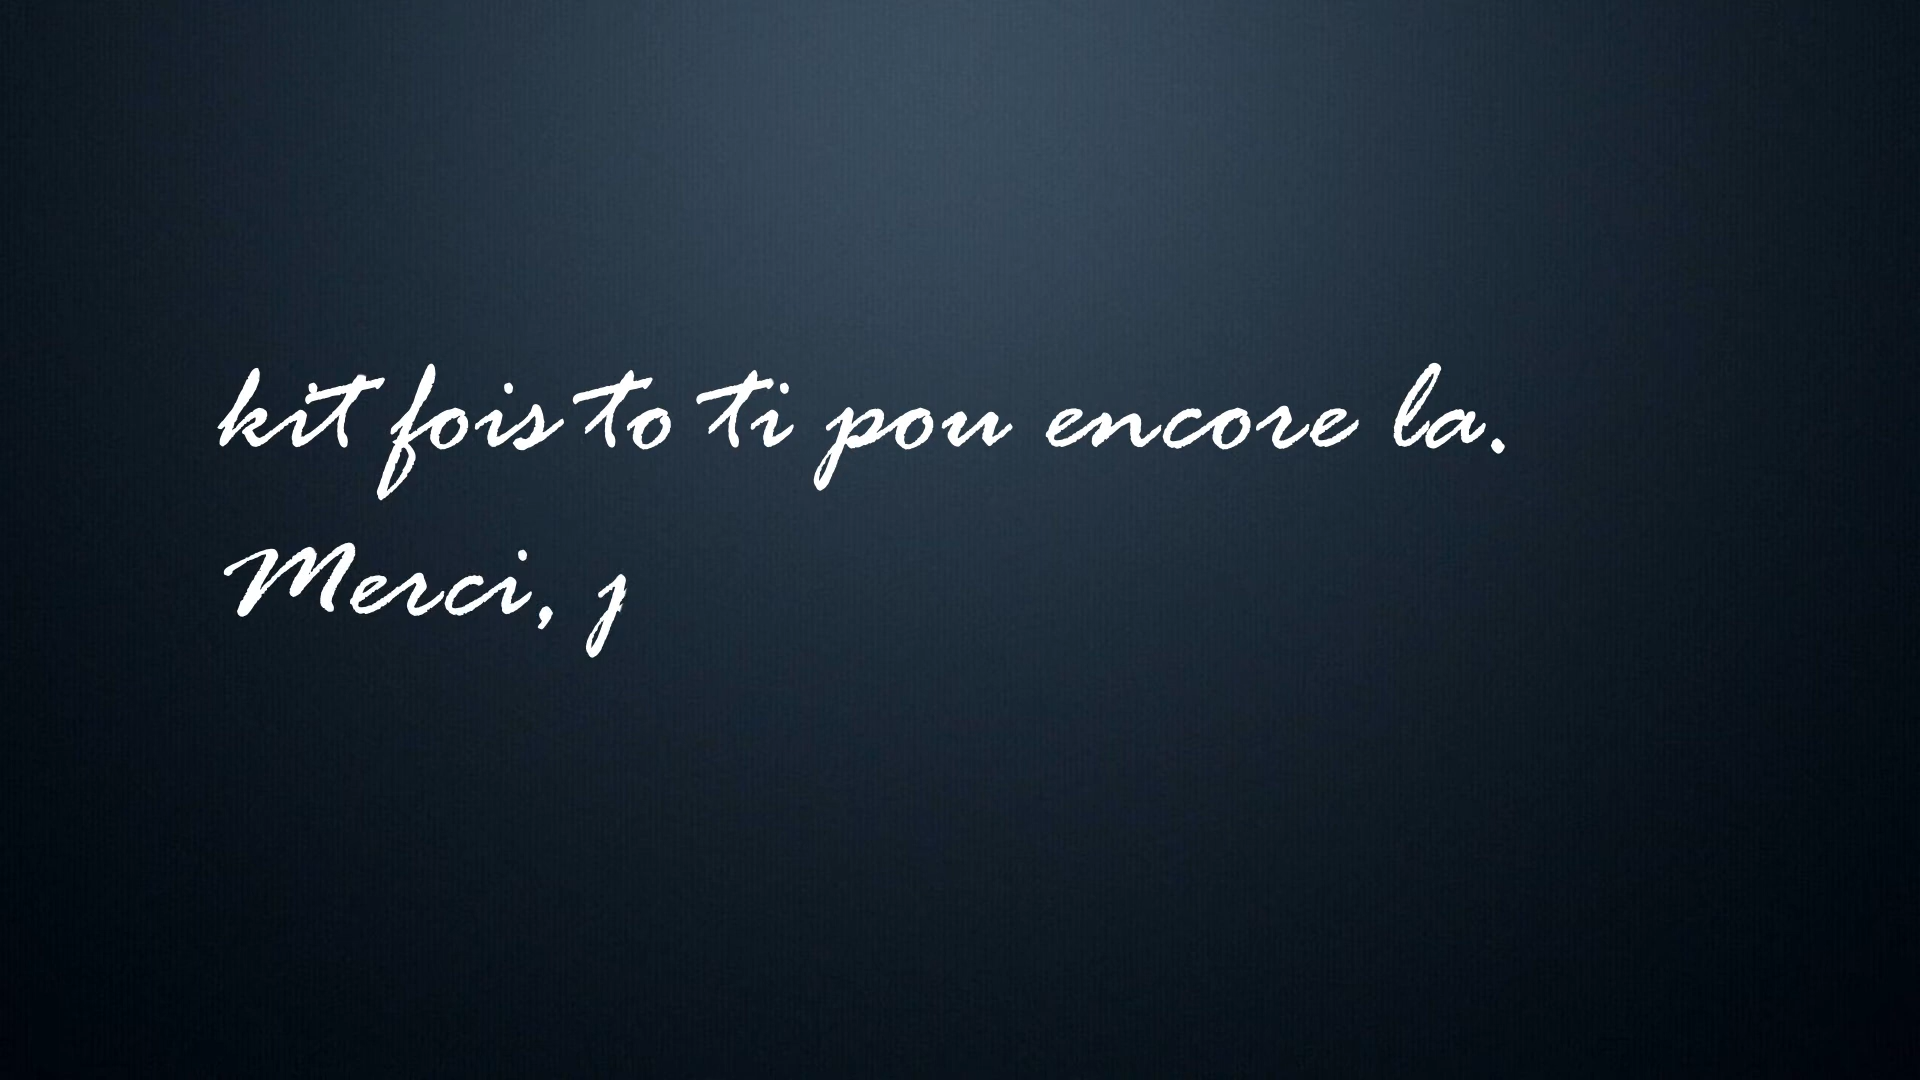 kit fois to ti pou encore la.
Merci, j